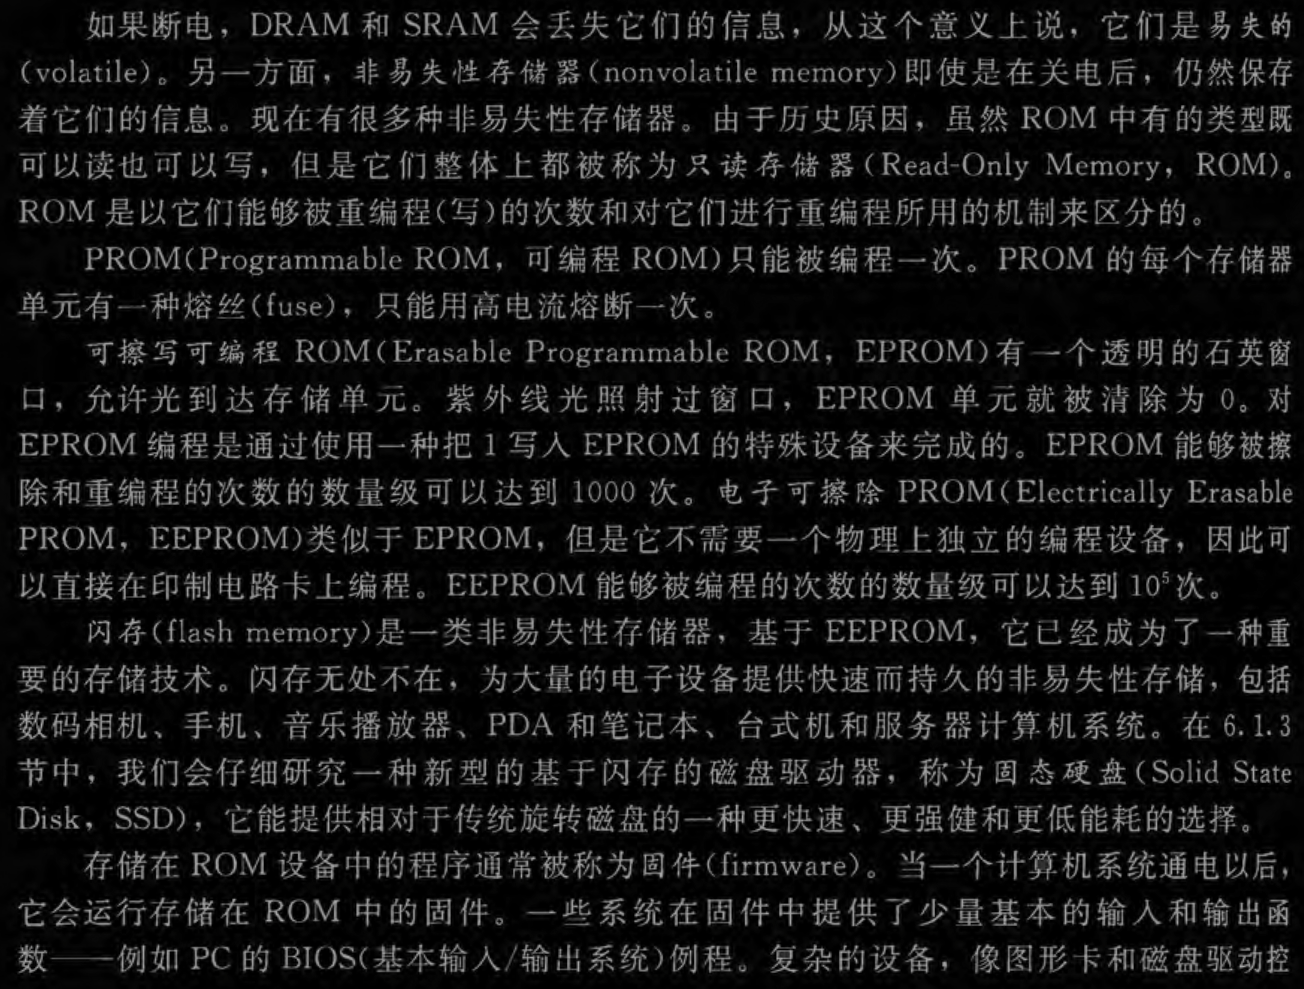 如果断电，DRAM 和 SRAM 会丢失它们的信息，从这个意义上说，它们是易失的
（volatile）。另一方面，非易失性存储器（nonvolatile memory）即使是在关电后，仍然保存
着它们的信息。现在有很多种非易失性存储器。由于历史原因，虽然 ROM 中有的类型既
可以读也可以写，但是它们整体上都被称为只读存储器（Read-Only Memory，ROM）。
ROM 是以它们能够被重编程（写）的次数和对它们进行重编程所用的机制来区分的。
PROM（Programmable ROM，可编程 ROM）只能被编程一次。PROM 的每个存储器
单元有一种熔丝（fuse），只能用高电流熔断一次。
可擦写可编程 ROM（Erasable Programmable ROM，EPROM）有一个透明的石英窗
口，允许光到达存储单元。紫外线光照射过窗口，EPROM 单元就被清除为 0。对
EPROM 编程是通过使用一种把 1 写入 EPROM 的特殊设备来完成的。EPROM 能够被擦
除和重编程的次数的数量级可以达到 1000 次。电子可擦除 PROM（Electrically Erasable
PROM，EEPROM）类似于 EPROM，但是它不需要一个物理上独立的编程设备，因此可
以直接在印制电路卡上编程。EEPROM 能够被编程的次数的数量级可以达到 10⁵ 次。
闪存（flash memory）是一类非易失性存储器，基于 EEPROM，它已经成为了一种重
要的存储技术。闪存无处不在，为大量的电子设备提供快速而持久的非易失性存储，包括
数码相机、手机、音乐播放器、PDA 和笔记本、台式机和服务器计算机系统。在 6.1.3
节中，我们会仔细研究一种新型的基于闪存的磁盘驱动器，称为固态硬盘（Solid State
Disk，SSD），它能提供相对于传统旋转磁盘的一种更快速、更强健和更低能耗的选择。
存储在 ROM 设备中的程序通常被称为固件（firmware）。当一个计算机系统通电以后，
它会运行存储在 ROM 中的固件。一些系统在固件中提供了少量基本的输入和输出函
数——例如 PC 的 BIOS（基本输入/输出系统）例程。复杂的设备，像图形卡和磁盘驱动控